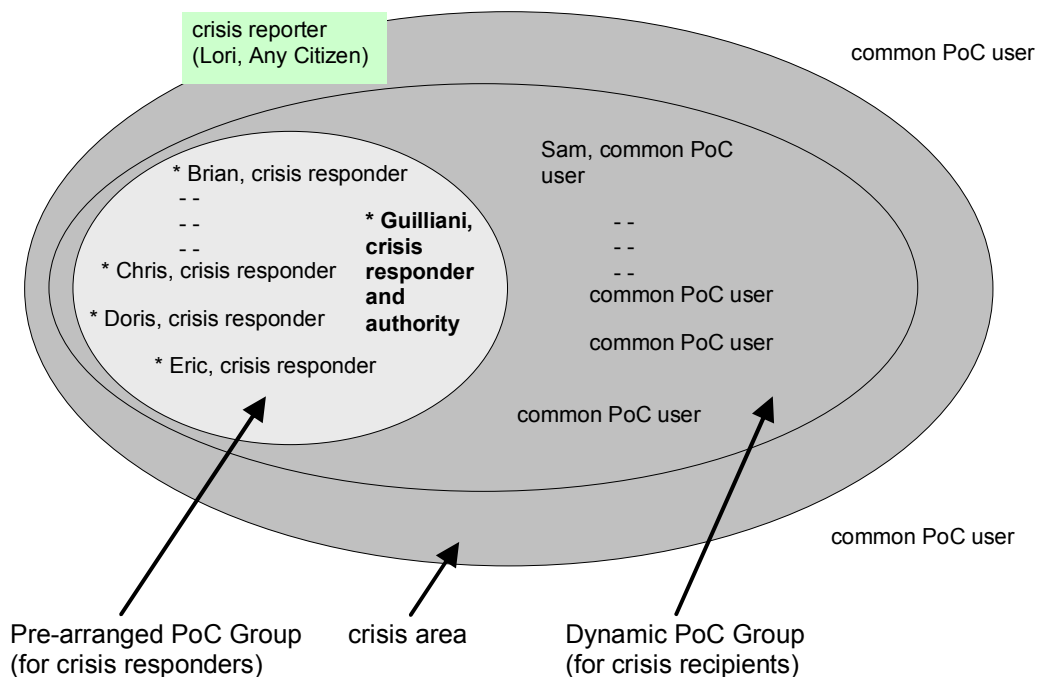 crisis reporter
(Lori, Any Citizen)
common PoC user
Sam, common PoC
user
* Brian, crisis responder
- -
- -
- -
* Guilliani,
crisis
responder
and
authority
- -
- -
- -
* Chris, crisis responder
common PoC user
* Doris, crisis responder
common PoC user
* Eric, crisis responder
common PoC user
common PoC user
Pre-arranged PoC Group
(for crisis responders)
crisis area
Dynamic PoC Group
(for crisis recipients)